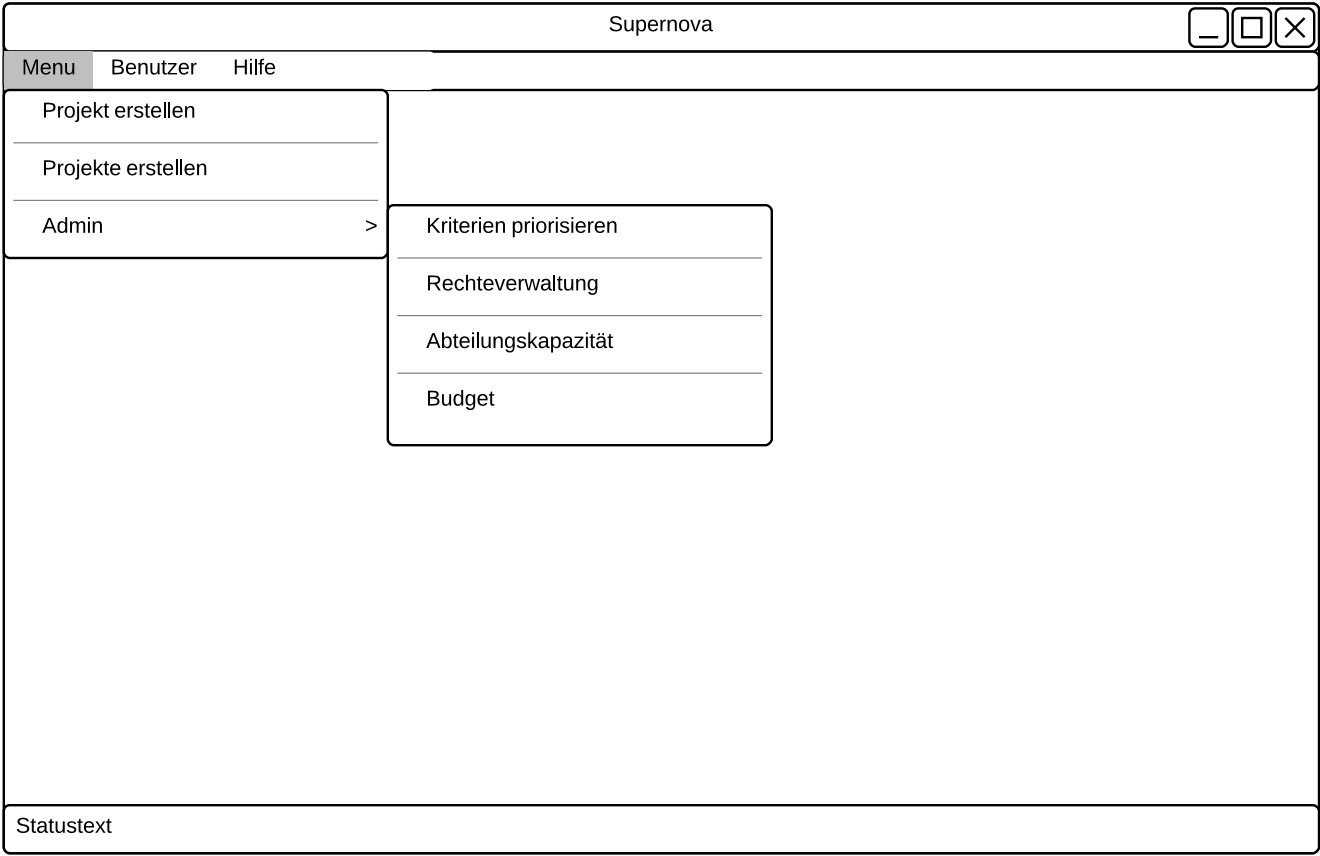 Supernova
Menu Benutzer Hilfe
Projekt erstellen
Projekte erstellen
Admin >
Kriterien priorisieren
Rechteverwaltung
Abteilungskapazität
Budget
Statustext